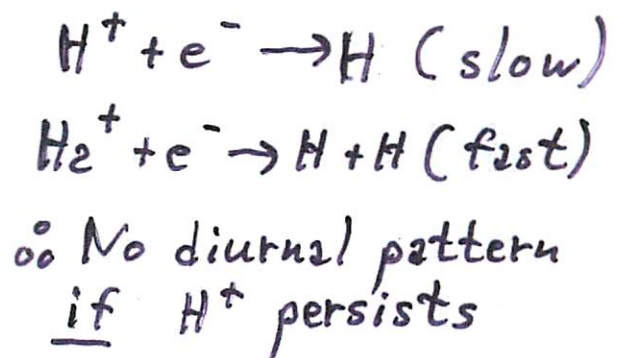 H⁺ + e⁻ → H (slow)
H₂⁺ + e⁻ → H + H (fast)
∴ No diurnal pattern
if H⁺ persists